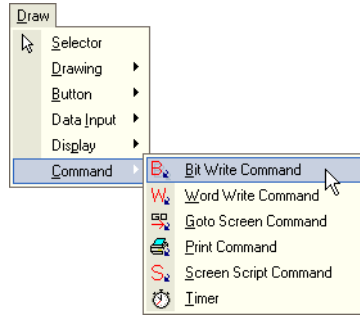 Draw
Selector
Drawing
Button
Data Input
Display
Command
Bit Write Command
Word Write Command
Goto Screen Command
Print Command
Screen Script Command
Timer